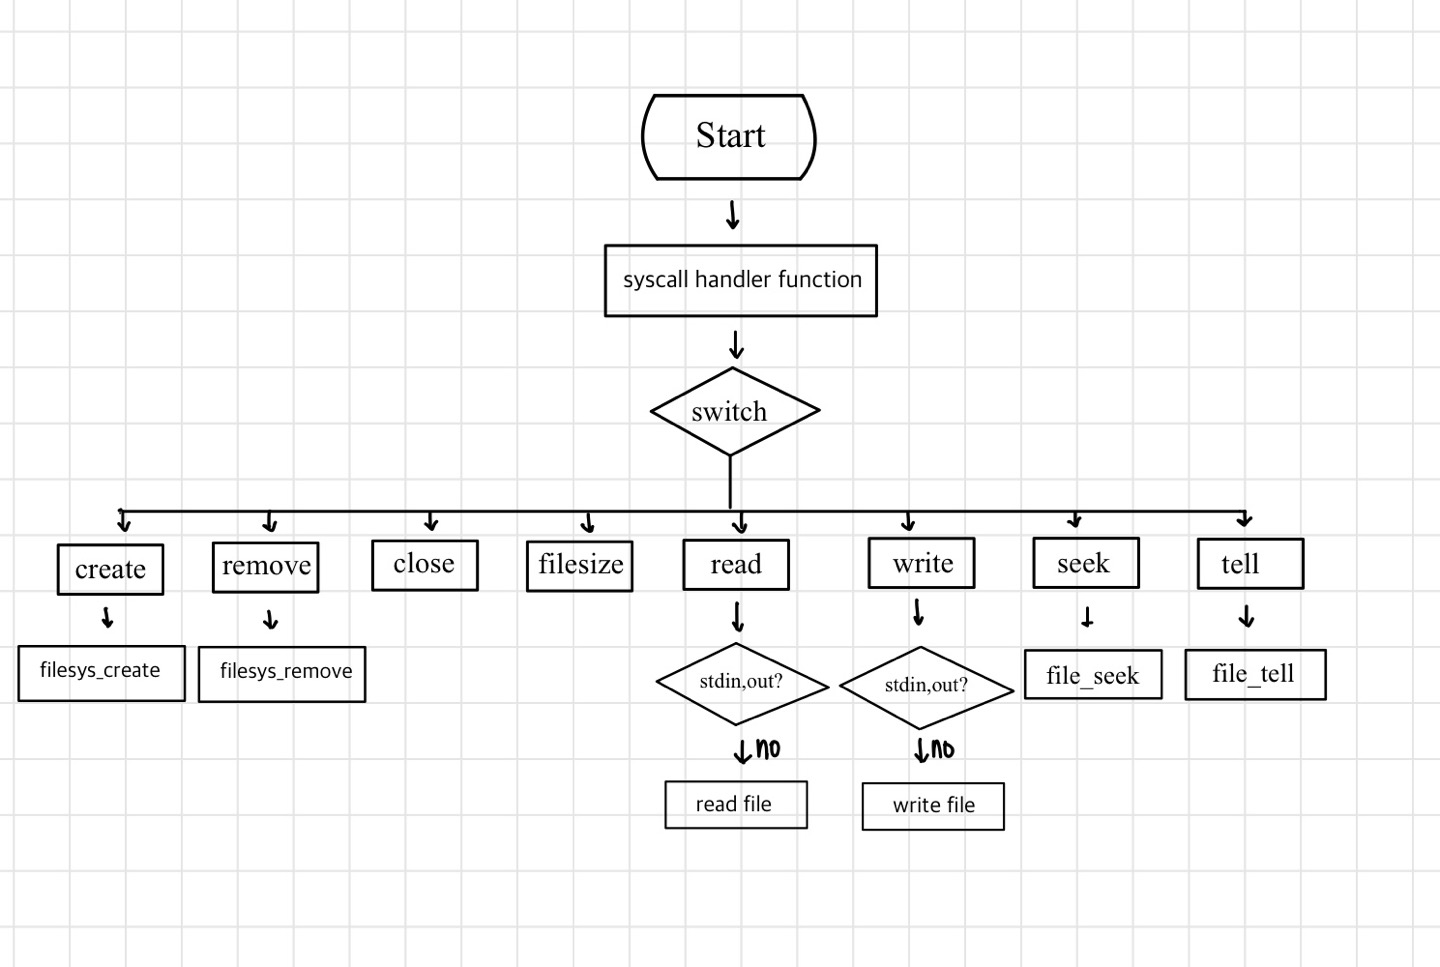 Start
syscall handler function
switch
create
remove
close
filesize
read
write
seek
tell
filesys_create
filesys_remove
stdin,out?
stdin,out?
file_seek
file_tell
no
no
read file
write file